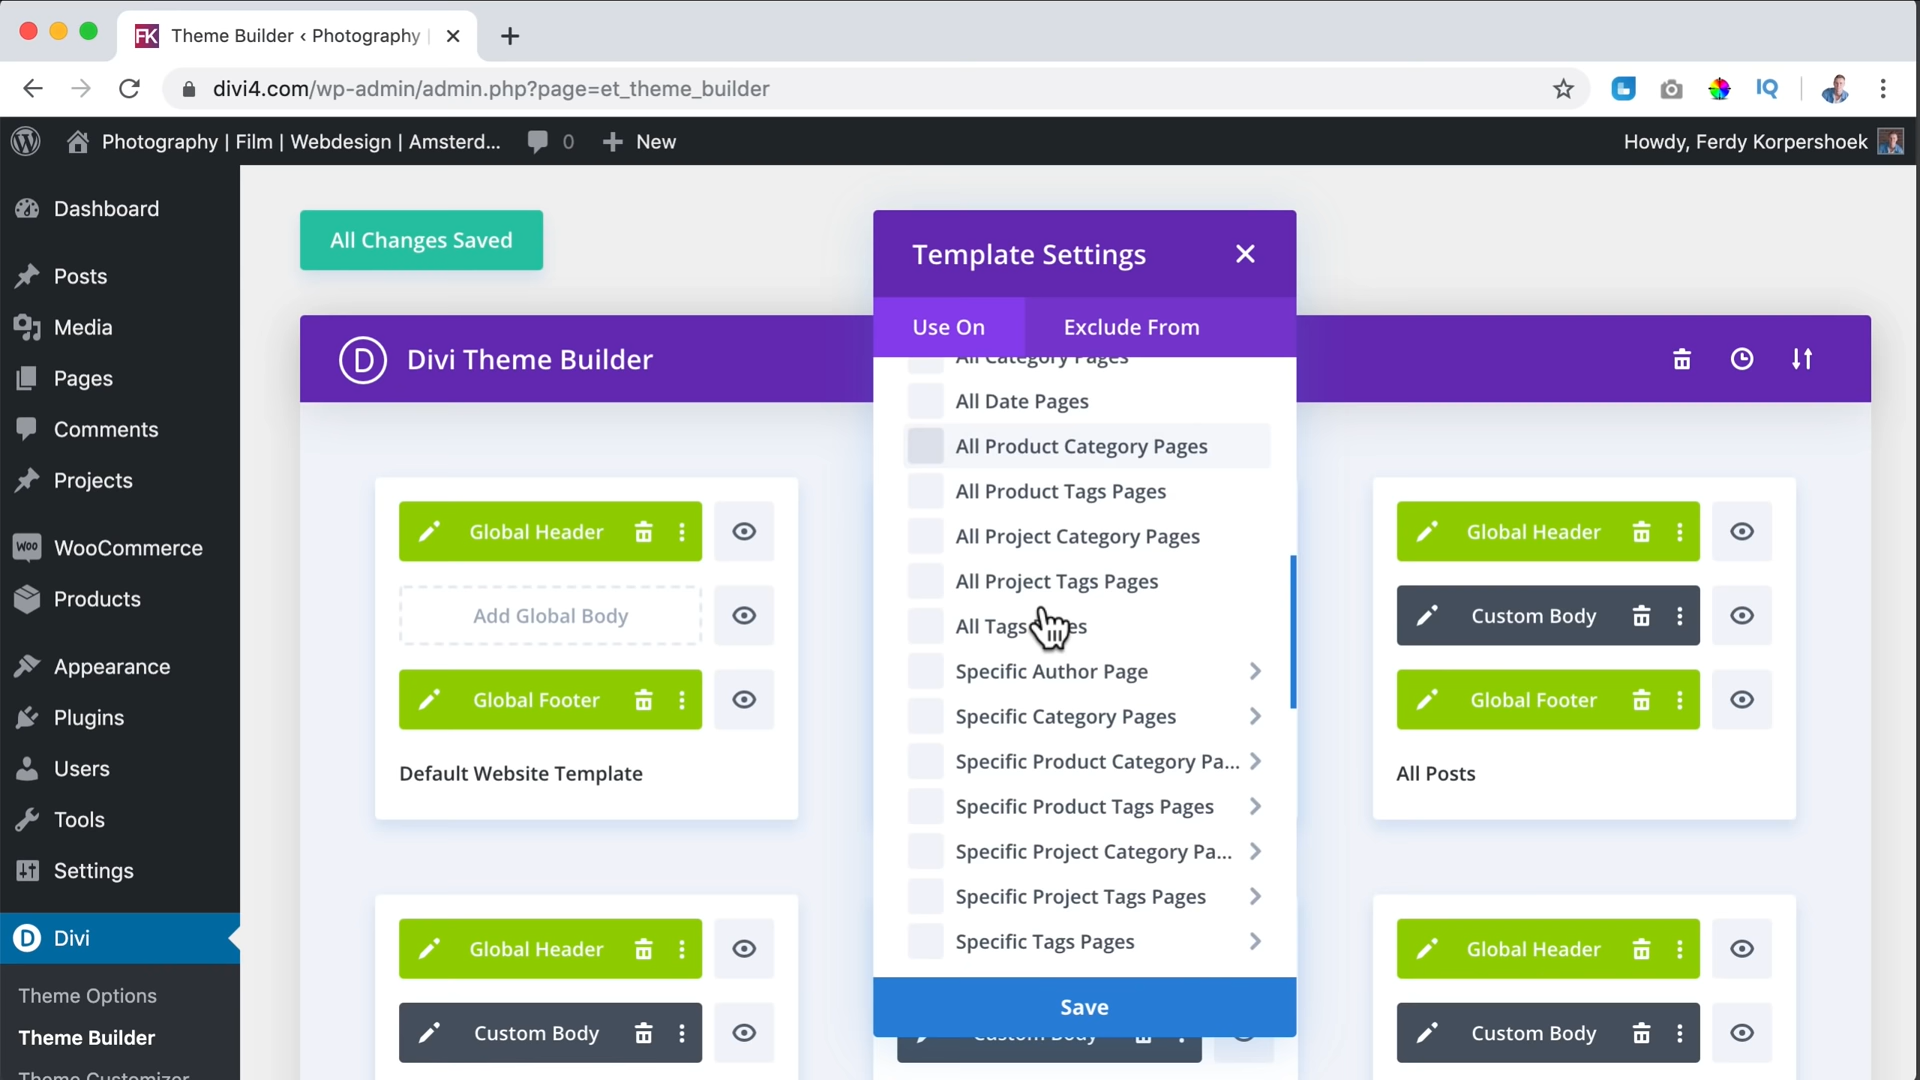 FK Theme Builder ‹ Photography
divi4.com/wp-admin/admin.php?page=et_theme_builder
IQ
Photography | Film | Webdesign | Amsterd... 0 New
Howdy, Ferdy Korpershoek
Dashboard
Posts
Media
Pages
Comments
Projects
WOO WooCommerce
Products
Appearance
Plugins
Users
Tools
Settings
D Divi
Theme Options
Theme Builder
Theme Customizer
All Changes Saved
D Divi Theme Builder
Global Header
Add Global Body
Global Footer
Default Website Template
Global Header
Custom Body
Template Settings
Use On Exclude From
All Category Pages
All Date Pages
All Product Category Pages
All Product Tags Pages
All Project Category Pages
All Project Tags Pages
All Tags
Specific Author Page
Specific Category Pages
Specific Product Category Pa...
Specific Product Tags Pages
Specific Project Category Pa...
Specific Project Tags Pages
Specific Tags Pages
Save
Custom Body
Global Header
Custom Body
Global Footer
All Posts
Global Header
Custom Body